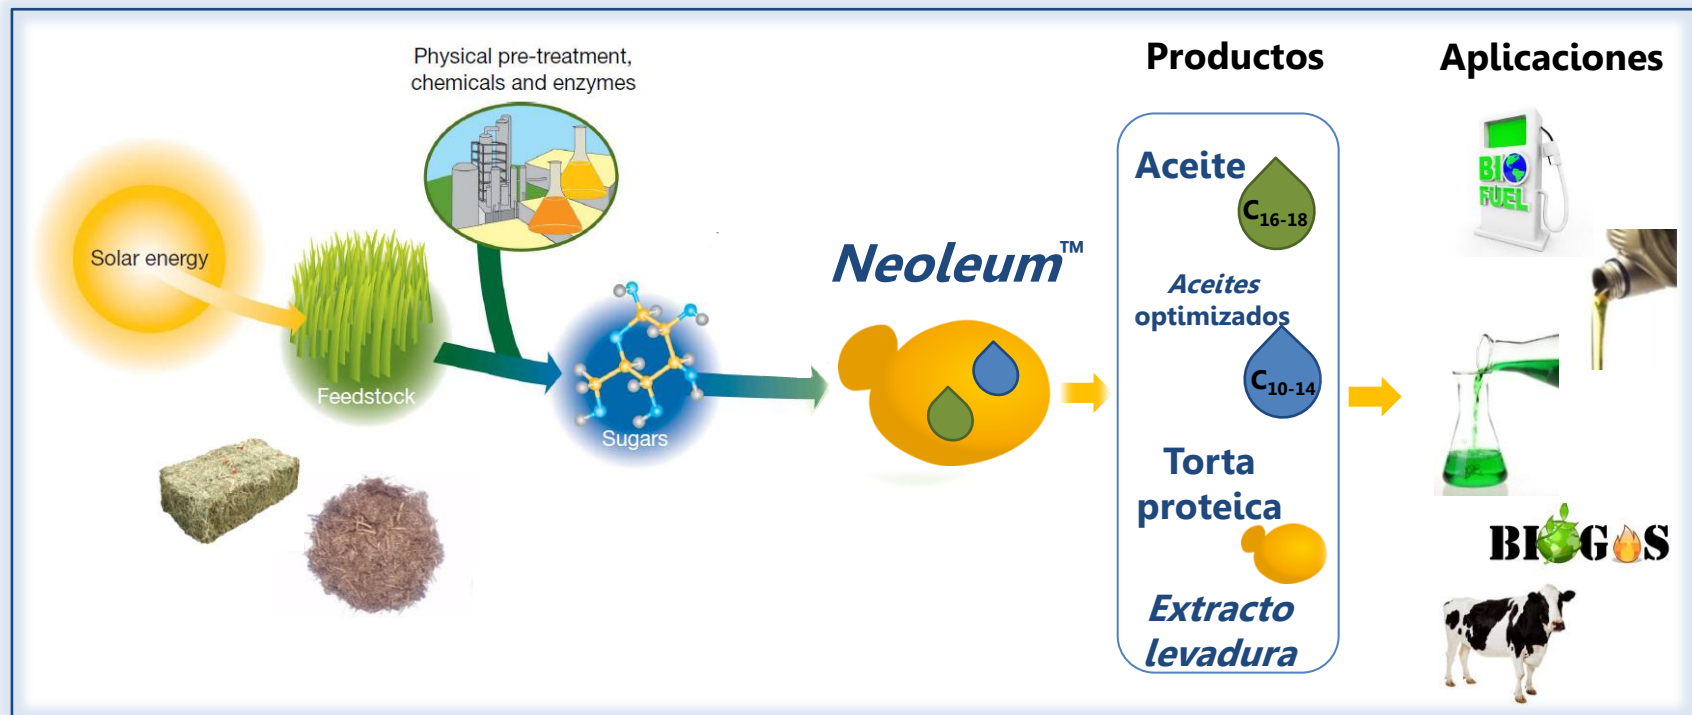 Physical pre-treatment,
chemicals and enzymes
Solar energy
Feedstock
Sugars
Neoleum™
Productos
Aceite
C16-18
Aceites
optimizados
C10-14
Torta
proteica
Extracto
levadura
Aplicaciones
BIO
FUEL
BIOGAS